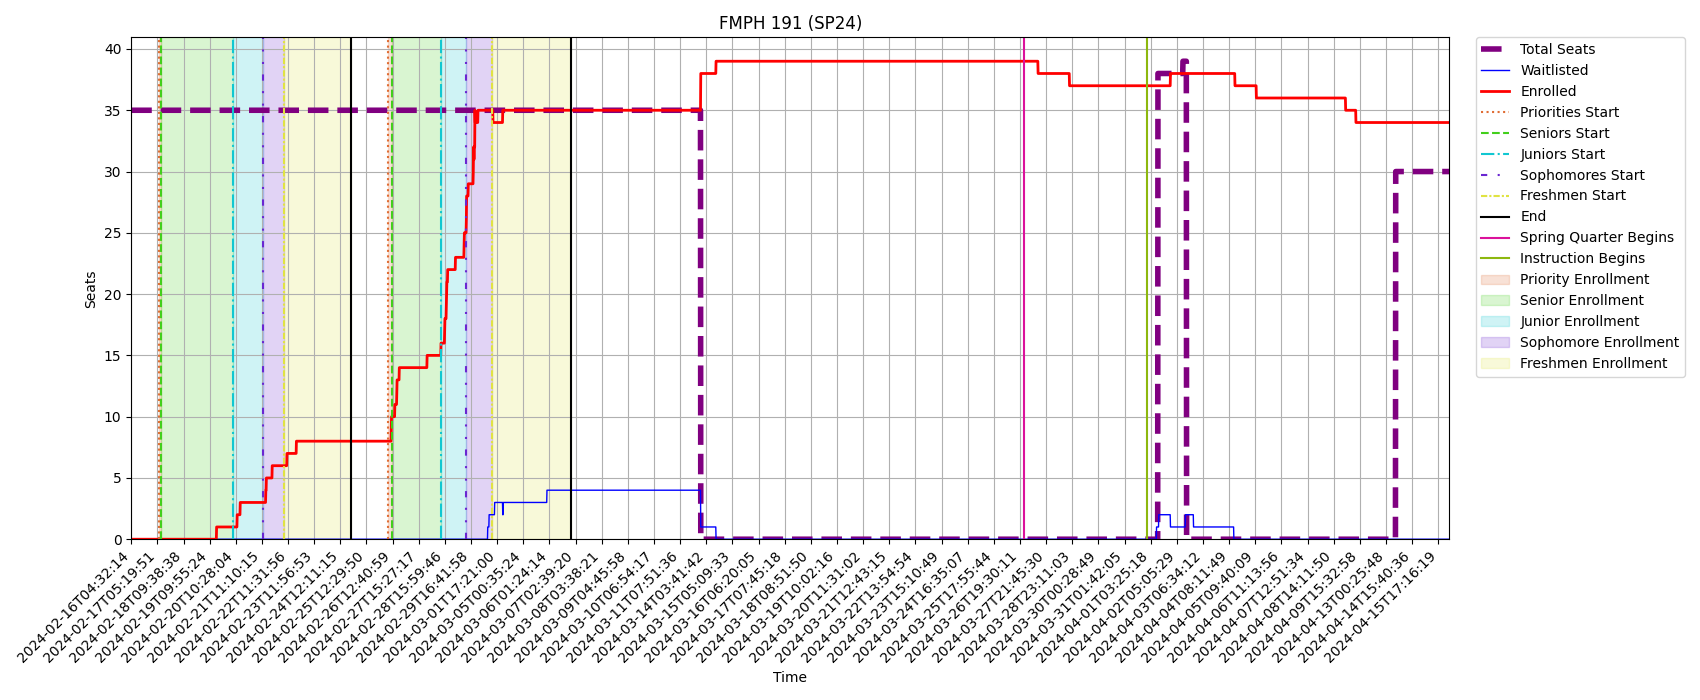 FMPH 191 (SP24)
Seats
40
35
30
25
20
15
10
5
0
2024-02-16T04:32:14
2024-02-17T05:19:51
2024-02-18T09:38:38
2024-02-19T09:55:24
2024-02-20T10:28:04
2024-02-21T11:10:15
2024-02-22T11:31:56
2024-02-23T11:56:53
2024-02-24T12:11:15
2024-02-25T12:29:50
2024-02-26T12:40:59
2024-02-27T15:27:17
2024-02-28T15:59:46
2024-02-29T16:41:58
2024-03-01T17:21:00
2024-03-05T00:35:24
2024-03-06T01:24:14
2024-03-07T02:39:20
2024-03-08T03:38:21
2024-03-09T04:45:58
2024-03-10T06:54:17
2024-03-11T07:51:36
2024-03-14T03:41:42
2024-03-15T05:09:33
2024-03-16T06:20:05
2024-03-17T07:45:18
2024-03-18T08:51:50
2024-03-19T10:02:16
2024-03-20T11:31:02
2024-03-21T12:43:15
2024-03-22T13:54:54
2024-03-23T15:10:49
2024-03-24T16:35:07
2024-03-25T17:55:44
2024-03-26T19:30:11
2024-03-27T21:45:30
2024-03-28T23:11:03
2024-03-30T00:28:49
2024-03-31T01:42:05
2024-04-01T03:25:18
2024-04-02T05:05:29
2024-04-03T06:34:12
2024-04-04T08:11:49
2024-04-05T09:40:05
2024-04-06T11:13:56
2024-04-07T12:51:34
2024-04-08T14:11:50
2024-04-09T15:32:58
2024-04-13T00:25:48
2024-04-14T15:40:36
2024-04-15T17:16:19
Time
Total Seats
Waitlisted
Enrolled
Priorities Start
Seniors Start
Juniors Start
Sophomores Start
Freshmen Start
End
Spring Quarter Begins
Instruction Begins
Priority Enrollment
Senior Enrollment
Junior Enrollment
Sophomore Enrollment
Freshmen Enrollment